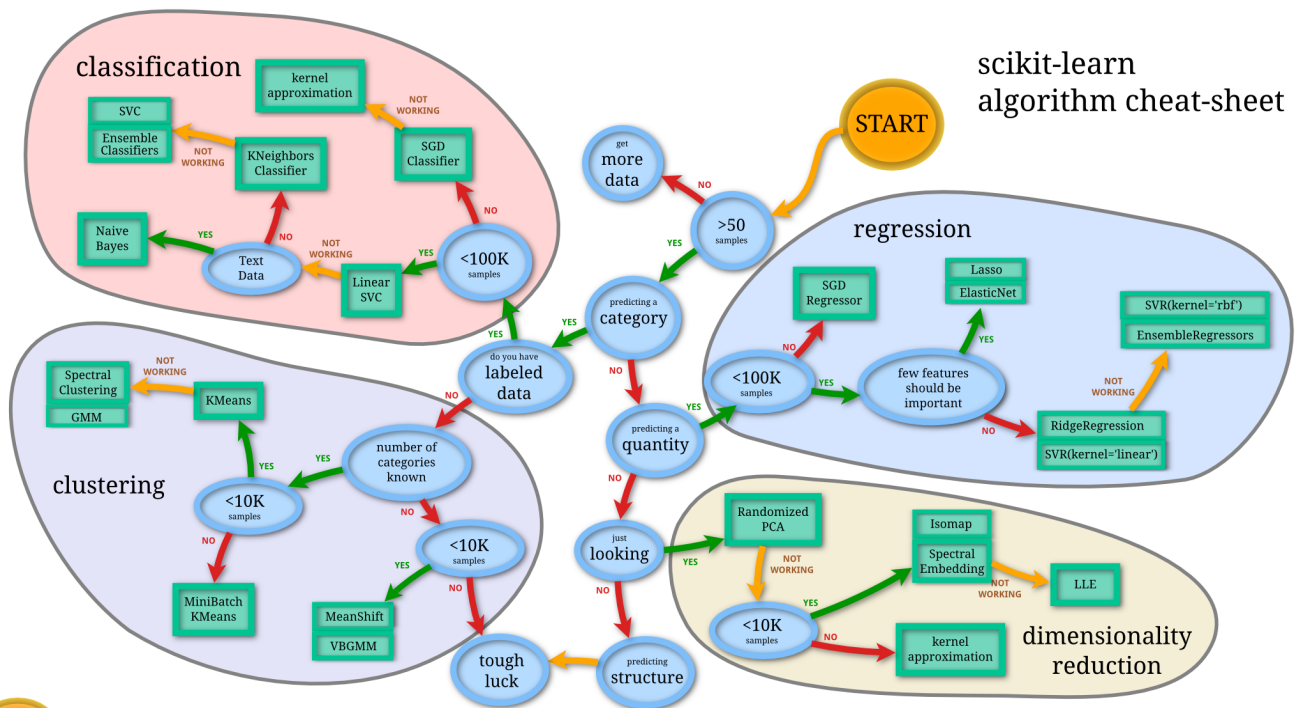 scikit-learn
algorithm cheat-sheet
START
classification
kernel
approximation
NOT
WORKING
SVC
Ensemble
Classifiers
NOT
WORKING
KNeighbors
Classifier
SGD
Classifier
NO
Naive
Bayes
YES
Text
Data
NO
NOT
WORKING
Linear
SVC
YES
<100K
samples
YES
get
more
data
NO
>50
samples
YES
predicting a
category
YES
NO
do you have
labeled
data
NO
predicting a
quantity
YES
NO
just
looking
YES
NO
predicting
structure
tough
luck
regression
SGD
Regressor
NO
<100K
samples
YES
Lasso
ElasticNet
YES
few features
should be
important
NO
SVR(kernel='rbf')
EnsembleRegressors
NOT
WORKING
RidgeRegression
SVR(kernel='linear')
clustering
Spectral
Clustering
GMM
NOT
WORKING
KMeans
YES
<10K
samples
NO
MiniBatch
KMeans
YES
number of
categories
known
NO
<10K
samples
YES
NO
MeanShift
VBGMM
Randomized
PCA
NOT
WORKING
<10K
samples
YES
NO
Isomap
Spectral
Embedding
NOT
WORKING
LLE
kernel
approximation
dimensionality
reduction